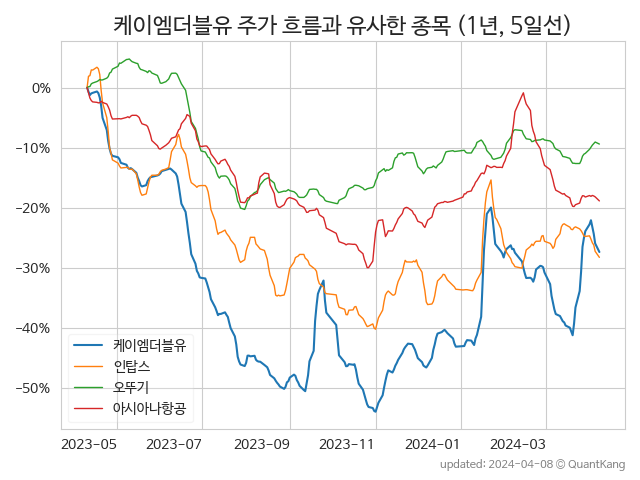 케이엠더블유 주가 흐름과 유사한 종목 (1년, 5일선)
0%
−10%
−20%
−30%
−40%
−50%
케이엠더블유
인탑스
오뚜기
아시아나항공
2023-05 2023-07 2023-09 2023-11 2024-01 2024-03
updated: 2024-04-08 © QuantKang